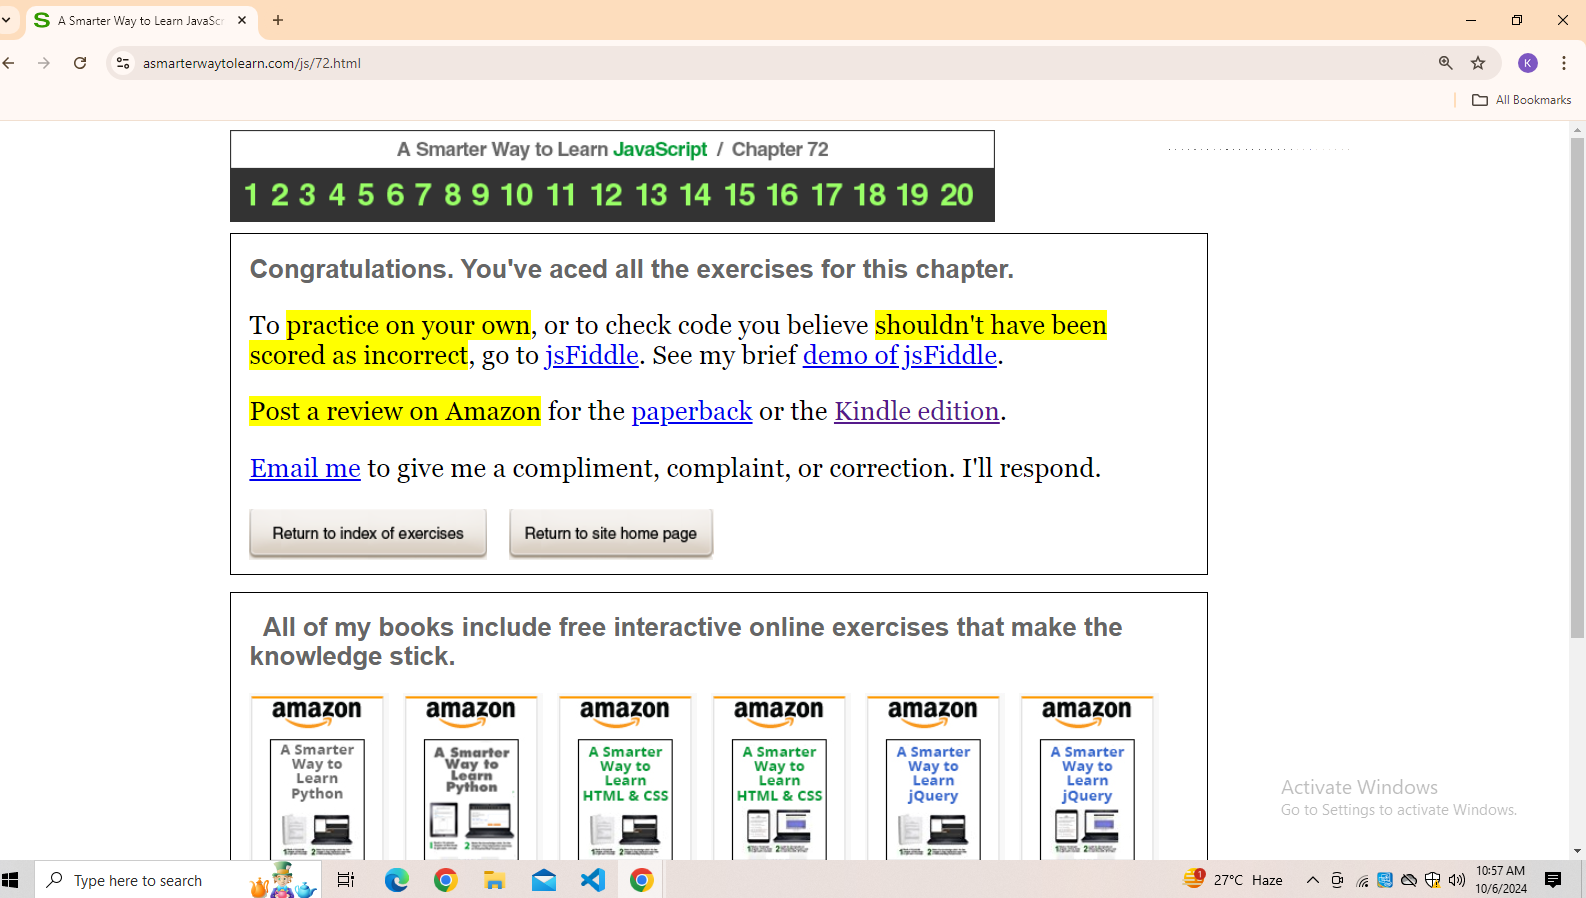 A Smarter Way to Learn JavaScr
asmarterwaytolearn.com/js/72.html
K
All Bookmarks
A Smarter Way to Learn JavaScript / Chapter 72
1 2 3 4 5 6 7 8 9 10 11 12 13 14 15 16 17 18 19 20
Congratulations. You've aced all the exercises for this chapter.
To practice on your own, or to check code you believe shouldn't have been
scored as incorrect, go to jsFiddle. See my brief demo of jsFiddle.
Post a review on Amazon for the paperback or the Kindle edition.
Email me to give me a compliment, complaint, or correction. I'll respond.
Return to index of exercises Return to site home page
All of my books include free interactive online exercises that make the
knowledge stick.
amazon amazon amazon amazon amazon amazon
A Smarter A Smarter A Smarter A Smarter A Smarter A Smarter
Way to Way to Way to Way to Way to Way to
Learn Learn Learn Learn Learn Learn
Python Python HTML & CSS HTML & CSS jQuery jQuery
Activate Windows
Go to Settings to activate Windows.
Type here to search
1
27°C Haze
10:57 AM
10/6/2024